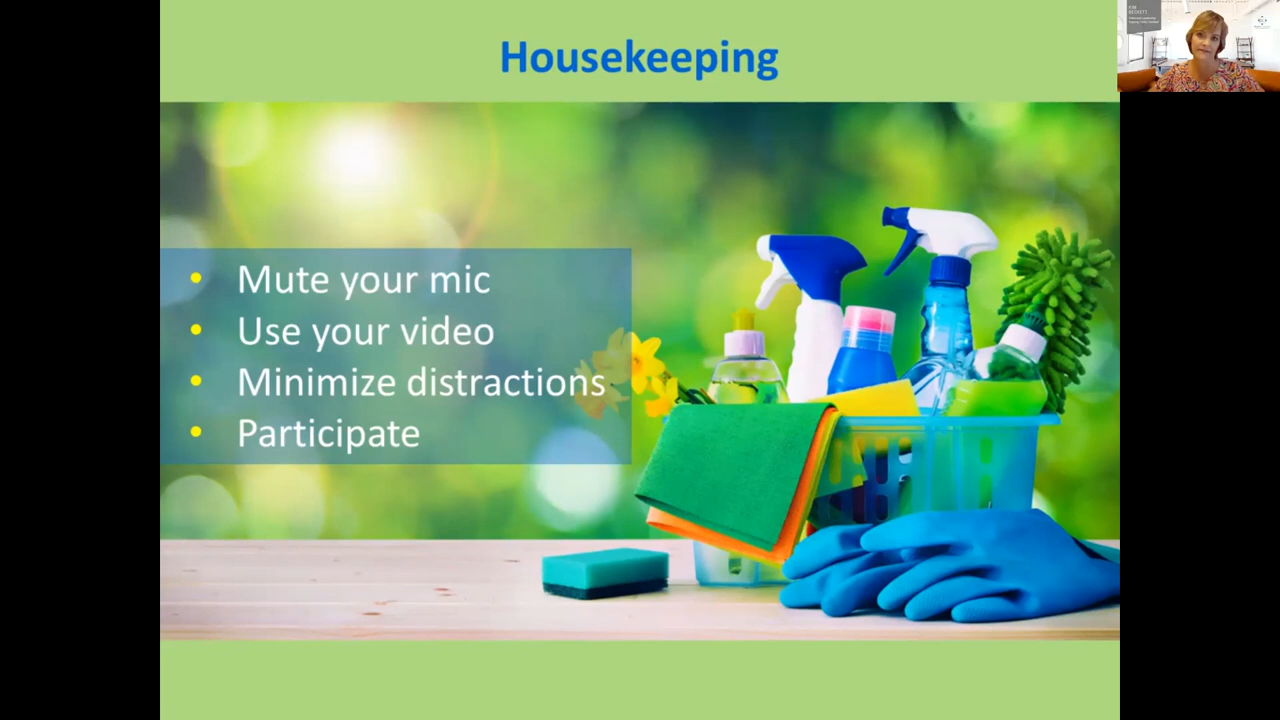 Housekeeping
• Mute your mic
• Use your video
• Minimize distractions
• Participate